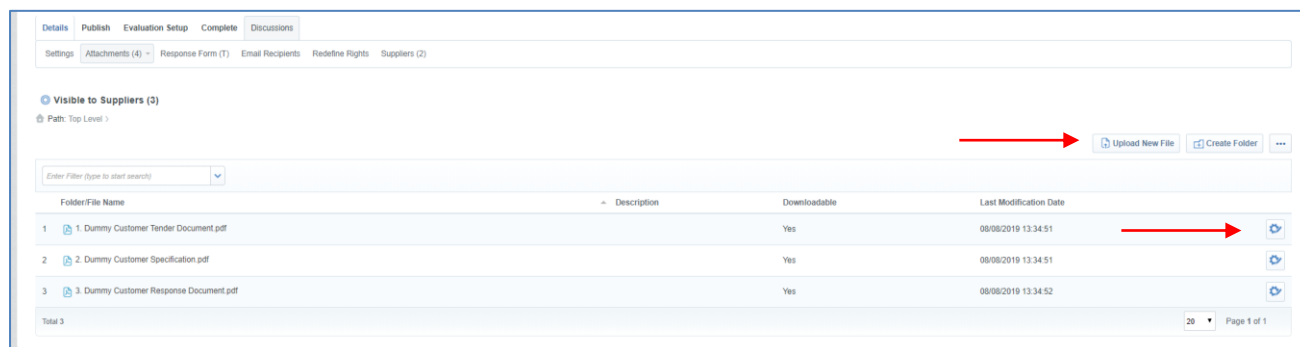 Details Publish Evaluation Setup Complete Discussions
Settings Attachments (4) Response Form (T) Email Recipients Redefine Rights Suppliers (2)
Visible to Suppliers (3)
Path: Top Level >
Upload New File Create Folder ...
Enter Filter (type to start search)
Folder/File Name Description Downloadable Last Modification Date
1 1. Dummy Customer Tender Document.pdf Yes 08/08/2019 13:34:51
2 2. Dummy Customer Specification.pdf Yes 08/08/2019 13:34:51
3 3. Dummy Customer Response Document.pdf Yes 08/08/2019 13:34:52
Total 3 20 Page 1 of 1